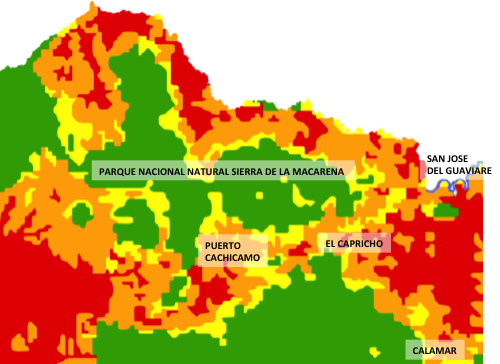 PARQUE NACIONAL NATURAL SIERRA DE LA MACARENA
SAN JOSE
DEL GUAVIARE
PUERTO
CACHICAMO
EL CAPRICHO
CALAMAR